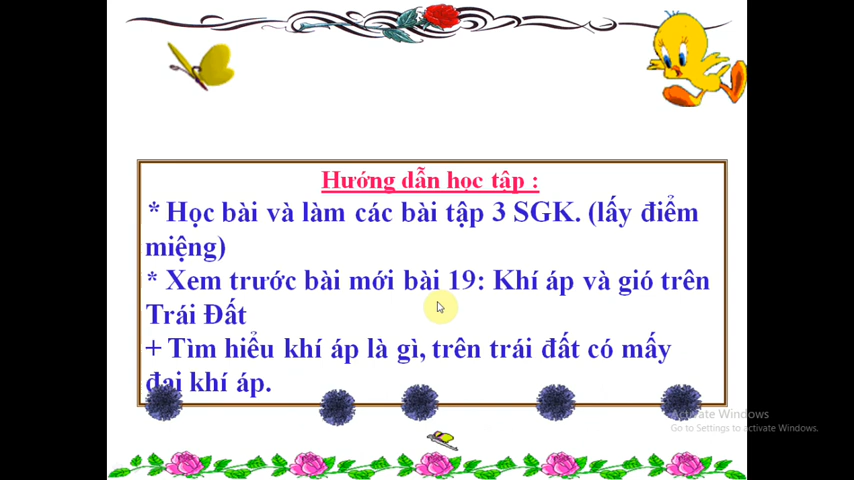 Hướng dẫn học tập :
* Học bài và làm các bài tập 3 SGK. (lấy điểm
miệng)
* Xem trước bài mới bài 19: Khí áp và gió trên
Trái Đất
+ Tìm hiểu khí áp là gì, trên trái đất có mấy
đai khí áp.
Activate Windows
Go to Settings to activate Windows.